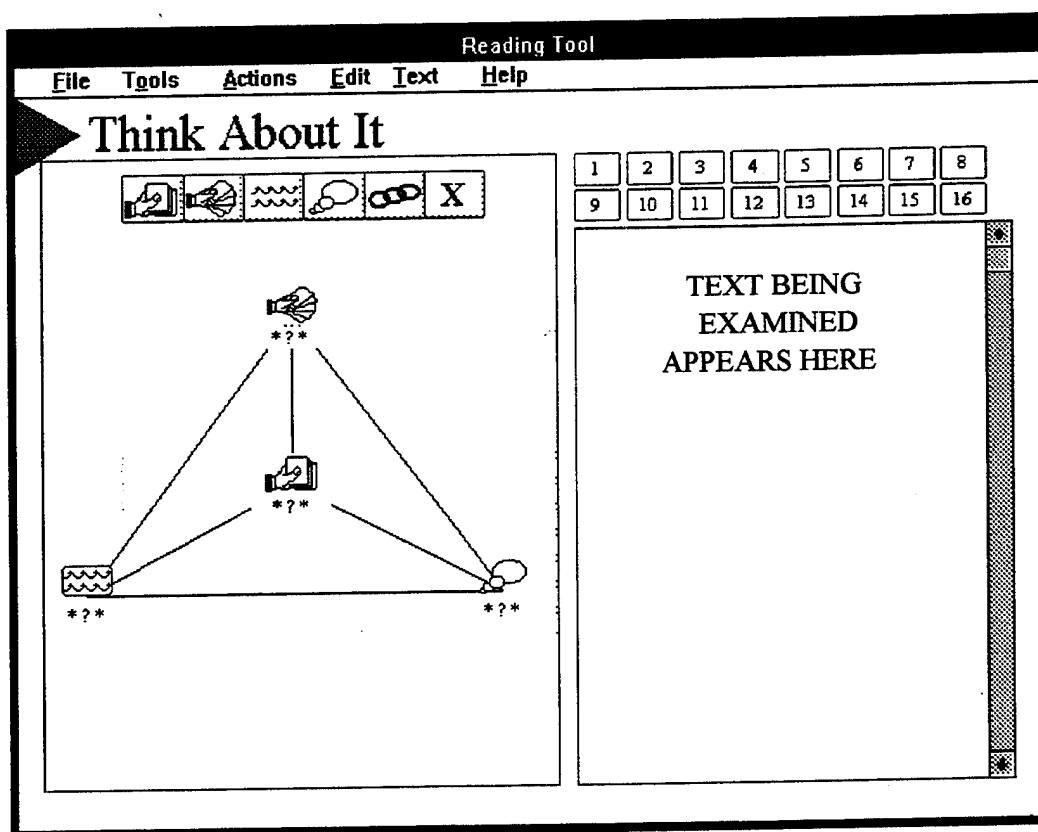 Reading Tool
File Tools Actions Edit Text Help
Think About It
X
1 2 3 4 5 6 7 8
9 10 11 12 13 14 15 16
TEXT BEING
EXAMINED
APPEARS HERE
*?*
*?*
*?*
*?*